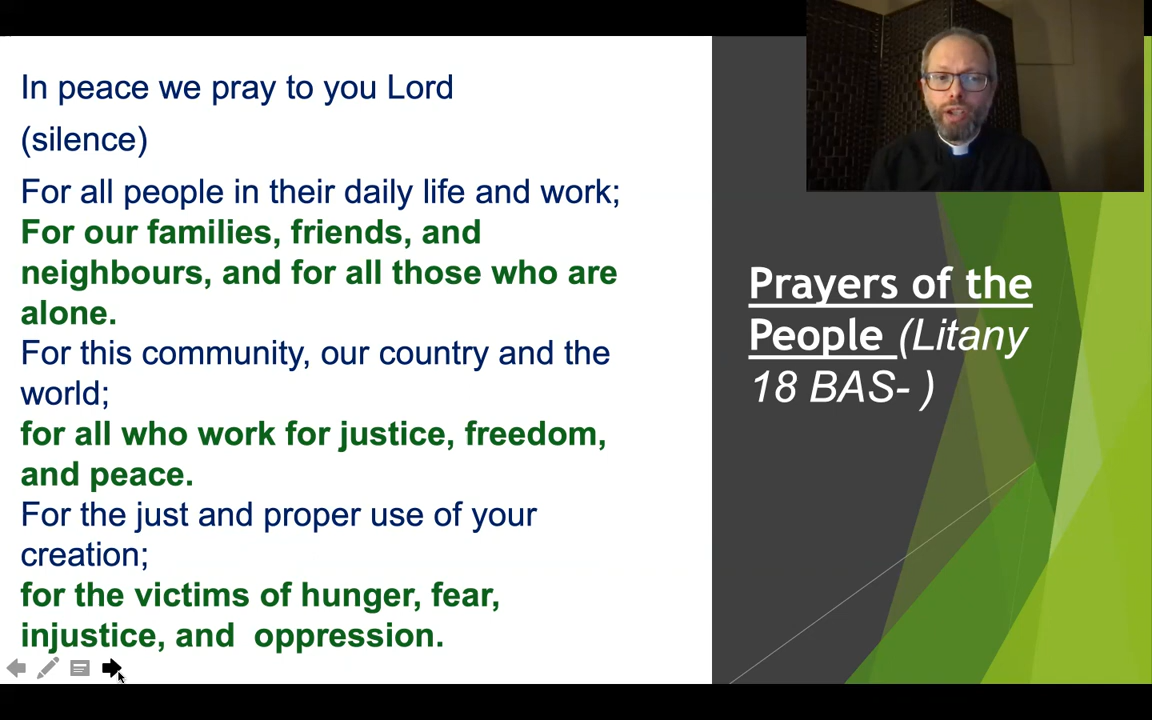 In peace we pray to you Lord
(silence)
For all people in their daily life and work;
For our families, friends, and
neighbours, and for all those who are
alone.
For this community, our country and the
world;
for all who work for justice, freedom,
and peace.
For the just and proper use of your
creation;
for the victims of hunger, fear,
injustice, and  oppression.
Prayers of the
People (Litany
18 BAS- )